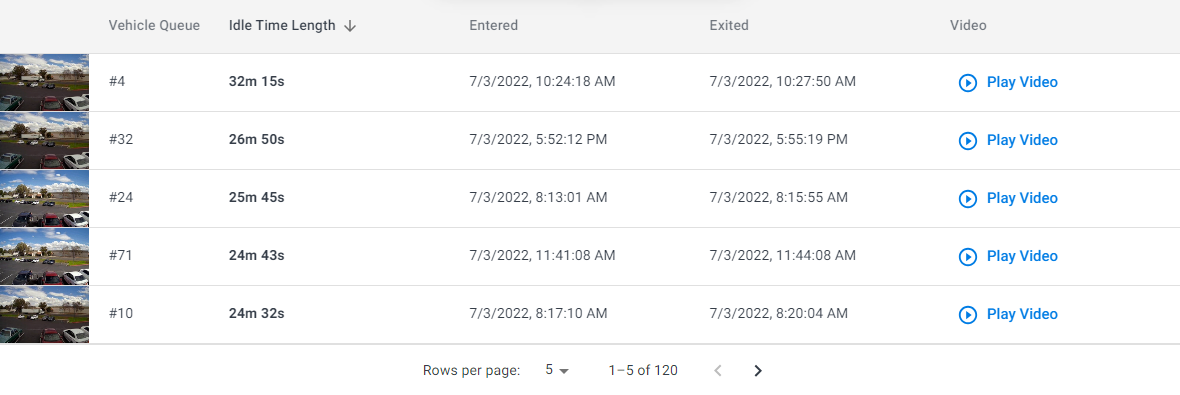 Vehicle Queue Idle Time Length Entered Exited Video
#4 32m 15s 7/3/2022, 10:24:18 AM 7/3/2022, 10:27:50 AM Play Video
#32 26m 50s 7/3/2022, 5:52:12 PM 7/3/2022, 5:55:19 PM Play Video
#24 25m 45s 7/3/2022, 8:13:01 AM 7/3/2022, 8:15:55 AM Play Video
#71 24m 43s 7/3/2022, 11:41:08 AM 7/3/2022, 11:44:08 AM Play Video
#10 24m 32s 7/3/2022, 8:17:10 AM 7/3/2022, 8:20:04 AM Play Video
Rows per page: 5 1–5 of 120